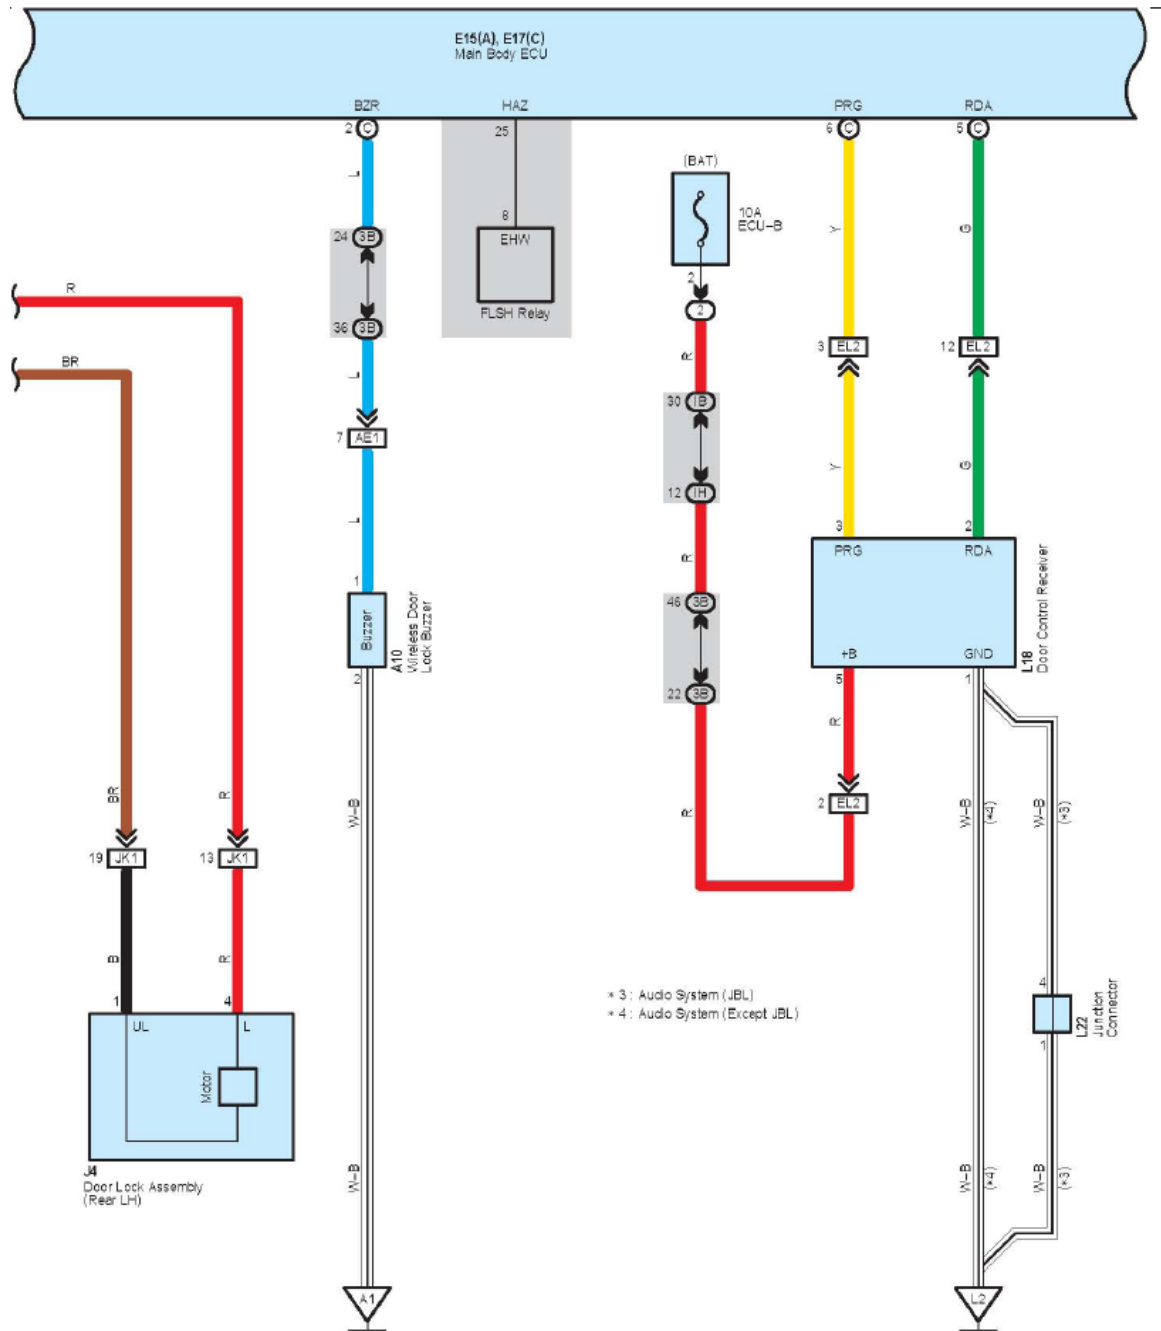 E15(A), E17(C)
Main Body ECU
BZR
HAZ
PRG
RDA
2 C
25
6 C
5 C
(BAT)
L
10A
ECU-B
Y
G
8
EHW
24 3B
2
FLSH Relay
R
2
36 3B
3 EL2
12 EL2
BR
R
L
30 IB
7 AE1
Y
G
12 IH
L
3
2
R
PRG
RDA
1
46 3B
Buzzer
A10
Wireless Door
Lock Buzzer
L18
Door Control Receiver
+B
GND
2
5
1
22 3B
R
BR
R
W-B
R
2 EL2
W-B
(*4)
W-B
(*3)
19 JK1
13 JK1
B
R
* 3 : Audio System (JBL)
* 4 : Audio System (Except JBL)
4
1
4
UL
L
L22
Junction
Connector
1
Motor
J4
Door Lock Assembly
(Rear LH)
W-B
W-B
(*4)
W-B
(*3)
A1
L2